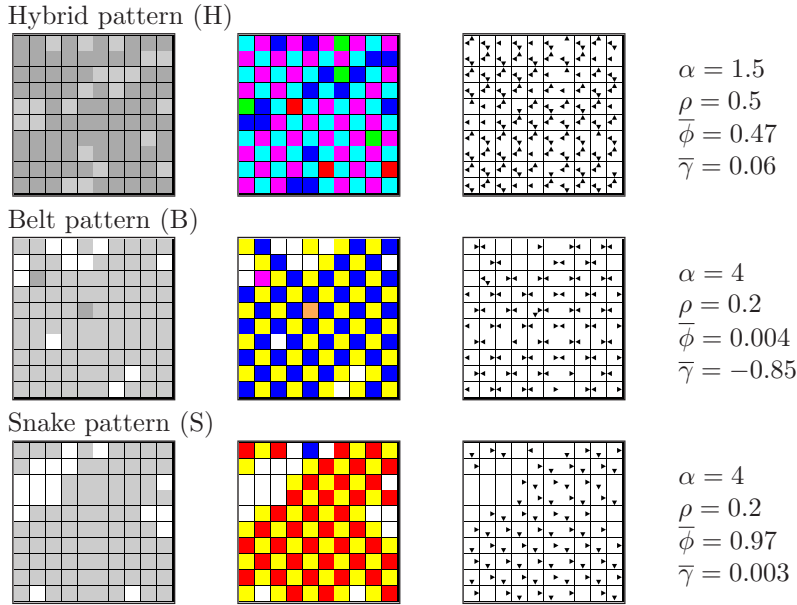 Hybrid pattern (H)
α = 1.5
ρ = 0.5
ϕ̅ = 0.47
γ̅ = 0.06
Belt pattern (B)
α = 4
ρ = 0.2
ϕ̅ = 0.004
γ̅ = −0.85
Snake pattern (S)
α = 4
ρ = 0.2
ϕ̅ = 0.97
γ̅ = 0.003